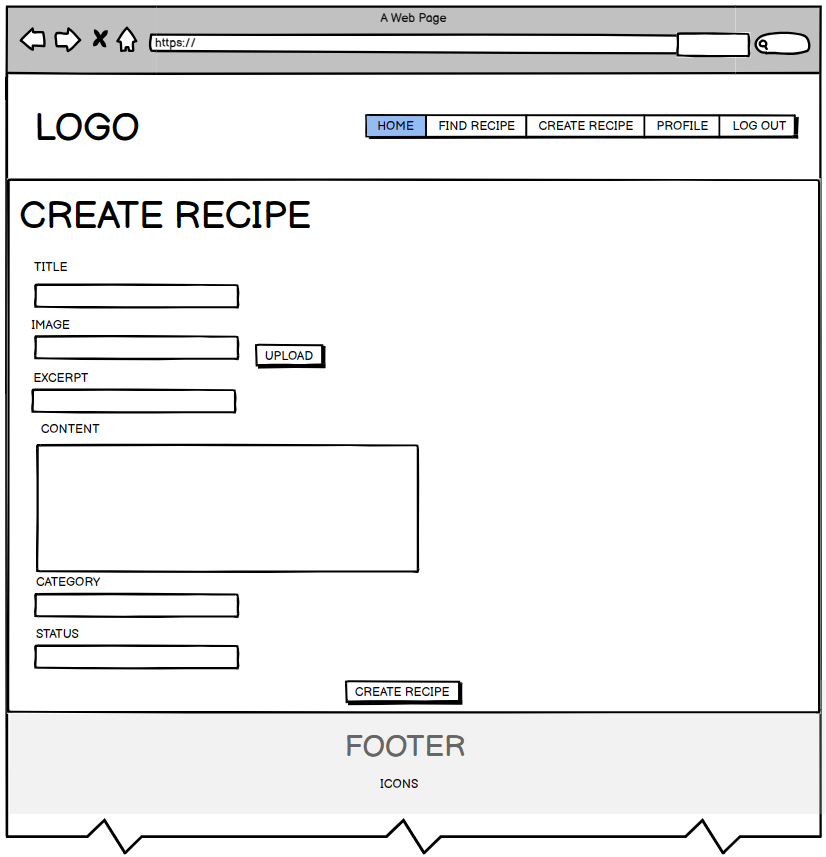 A Web Page
https://
LOGO
HOME FIND RECIPE CREATE RECIPE PROFILE LOG OUT
CREATE RECIPE
TITLE
IMAGE
UPLOAD
EXCERPT
CONTENT
CATEGORY
STATUS
CREATE RECIPE
FOOTER
ICONS